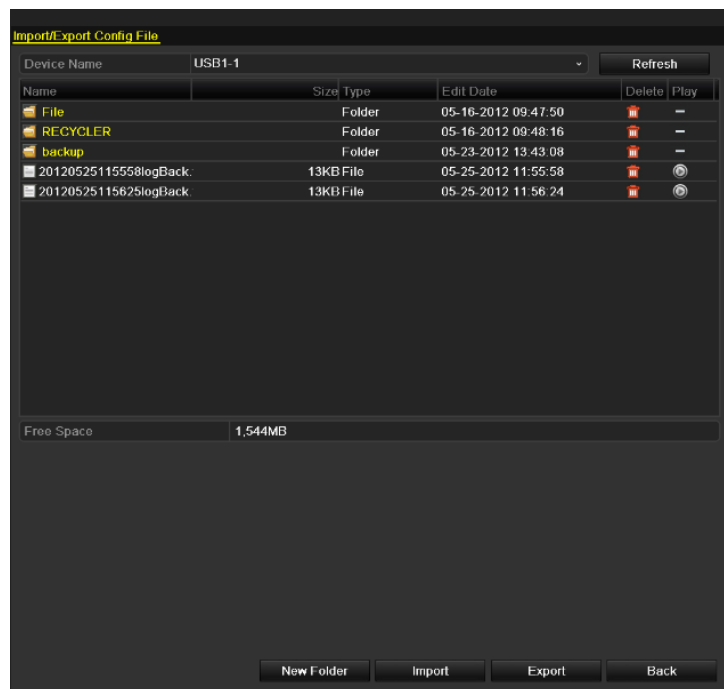 Import/Export Config File
Device Name USB1-1 Refresh
Name Size Type Edit Date Delete Play
File Folder 05-16-2012 09:47:50 –
RECYCLER Folder 05-16-2012 09:48:16 –
backup Folder 05-23-2012 13:43:08 –
20120525115558logBack. 13KB File 05-25-2012 11:55:58
20120525115625logBack. 13KB File 05-25-2012 11:56:24
Free Space 1,544MB
New Folder Import Export Back